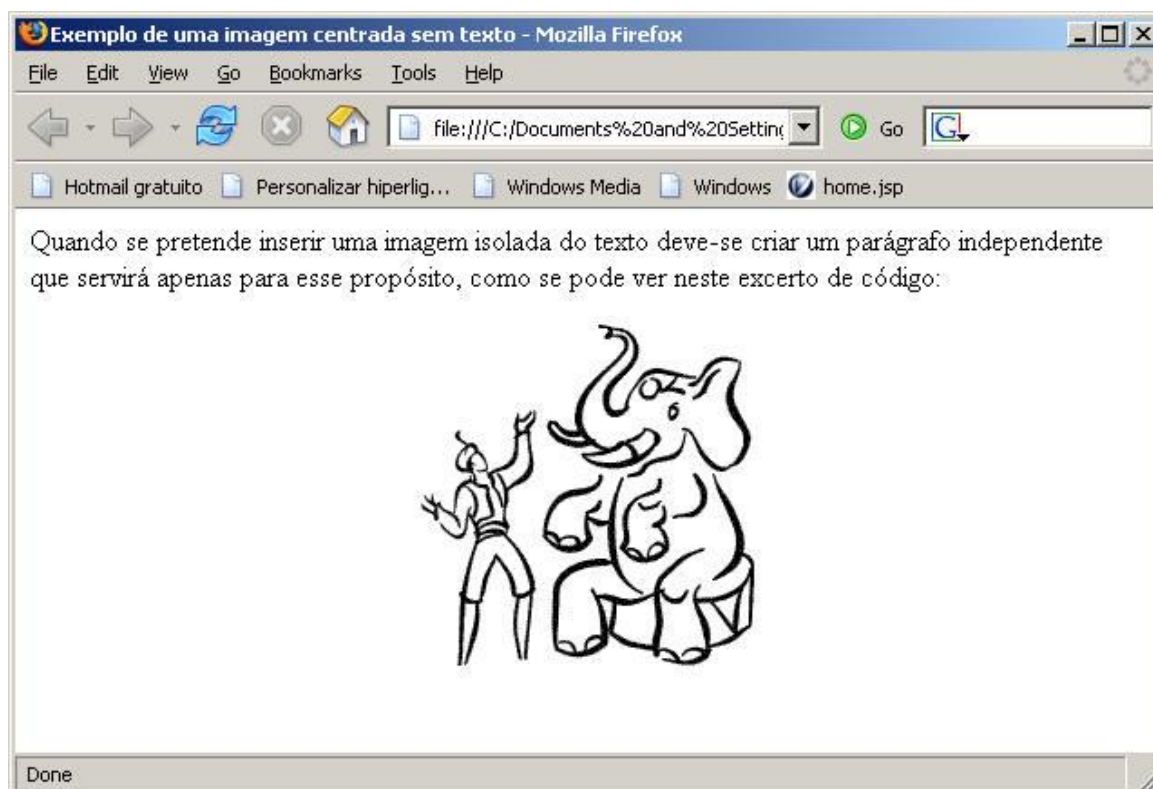 Exemplo de uma imagem centrada sem texto - Mozilla Firefox
File Edit View Go Bookmarks Tools Help
file:///C:/Documents%20and%20Setting Go G
Hotmail gratuito Personalizar hiperlig... Windows Media Windows home.jsp
Quando se pretende inserir uma imagem isolada do texto deve-se criar um parágrafo independente
que servirá apenas para esse propósito, como se pode ver neste excerto de código:
Done